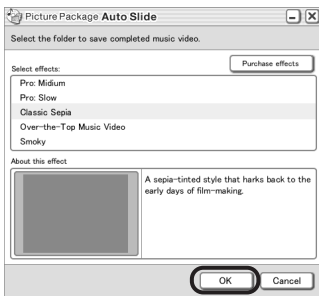 Picture Package Auto Slide
Select the folder to save completed music video.
Select effects:
Purchase effects
Pro: Midium
Pro: Slow
Classic Sepia
Over-the-Top Music Video
Smoky
About this effect
A sepia-tinted style that harks back to the
early days of film-making.
OK Cancel